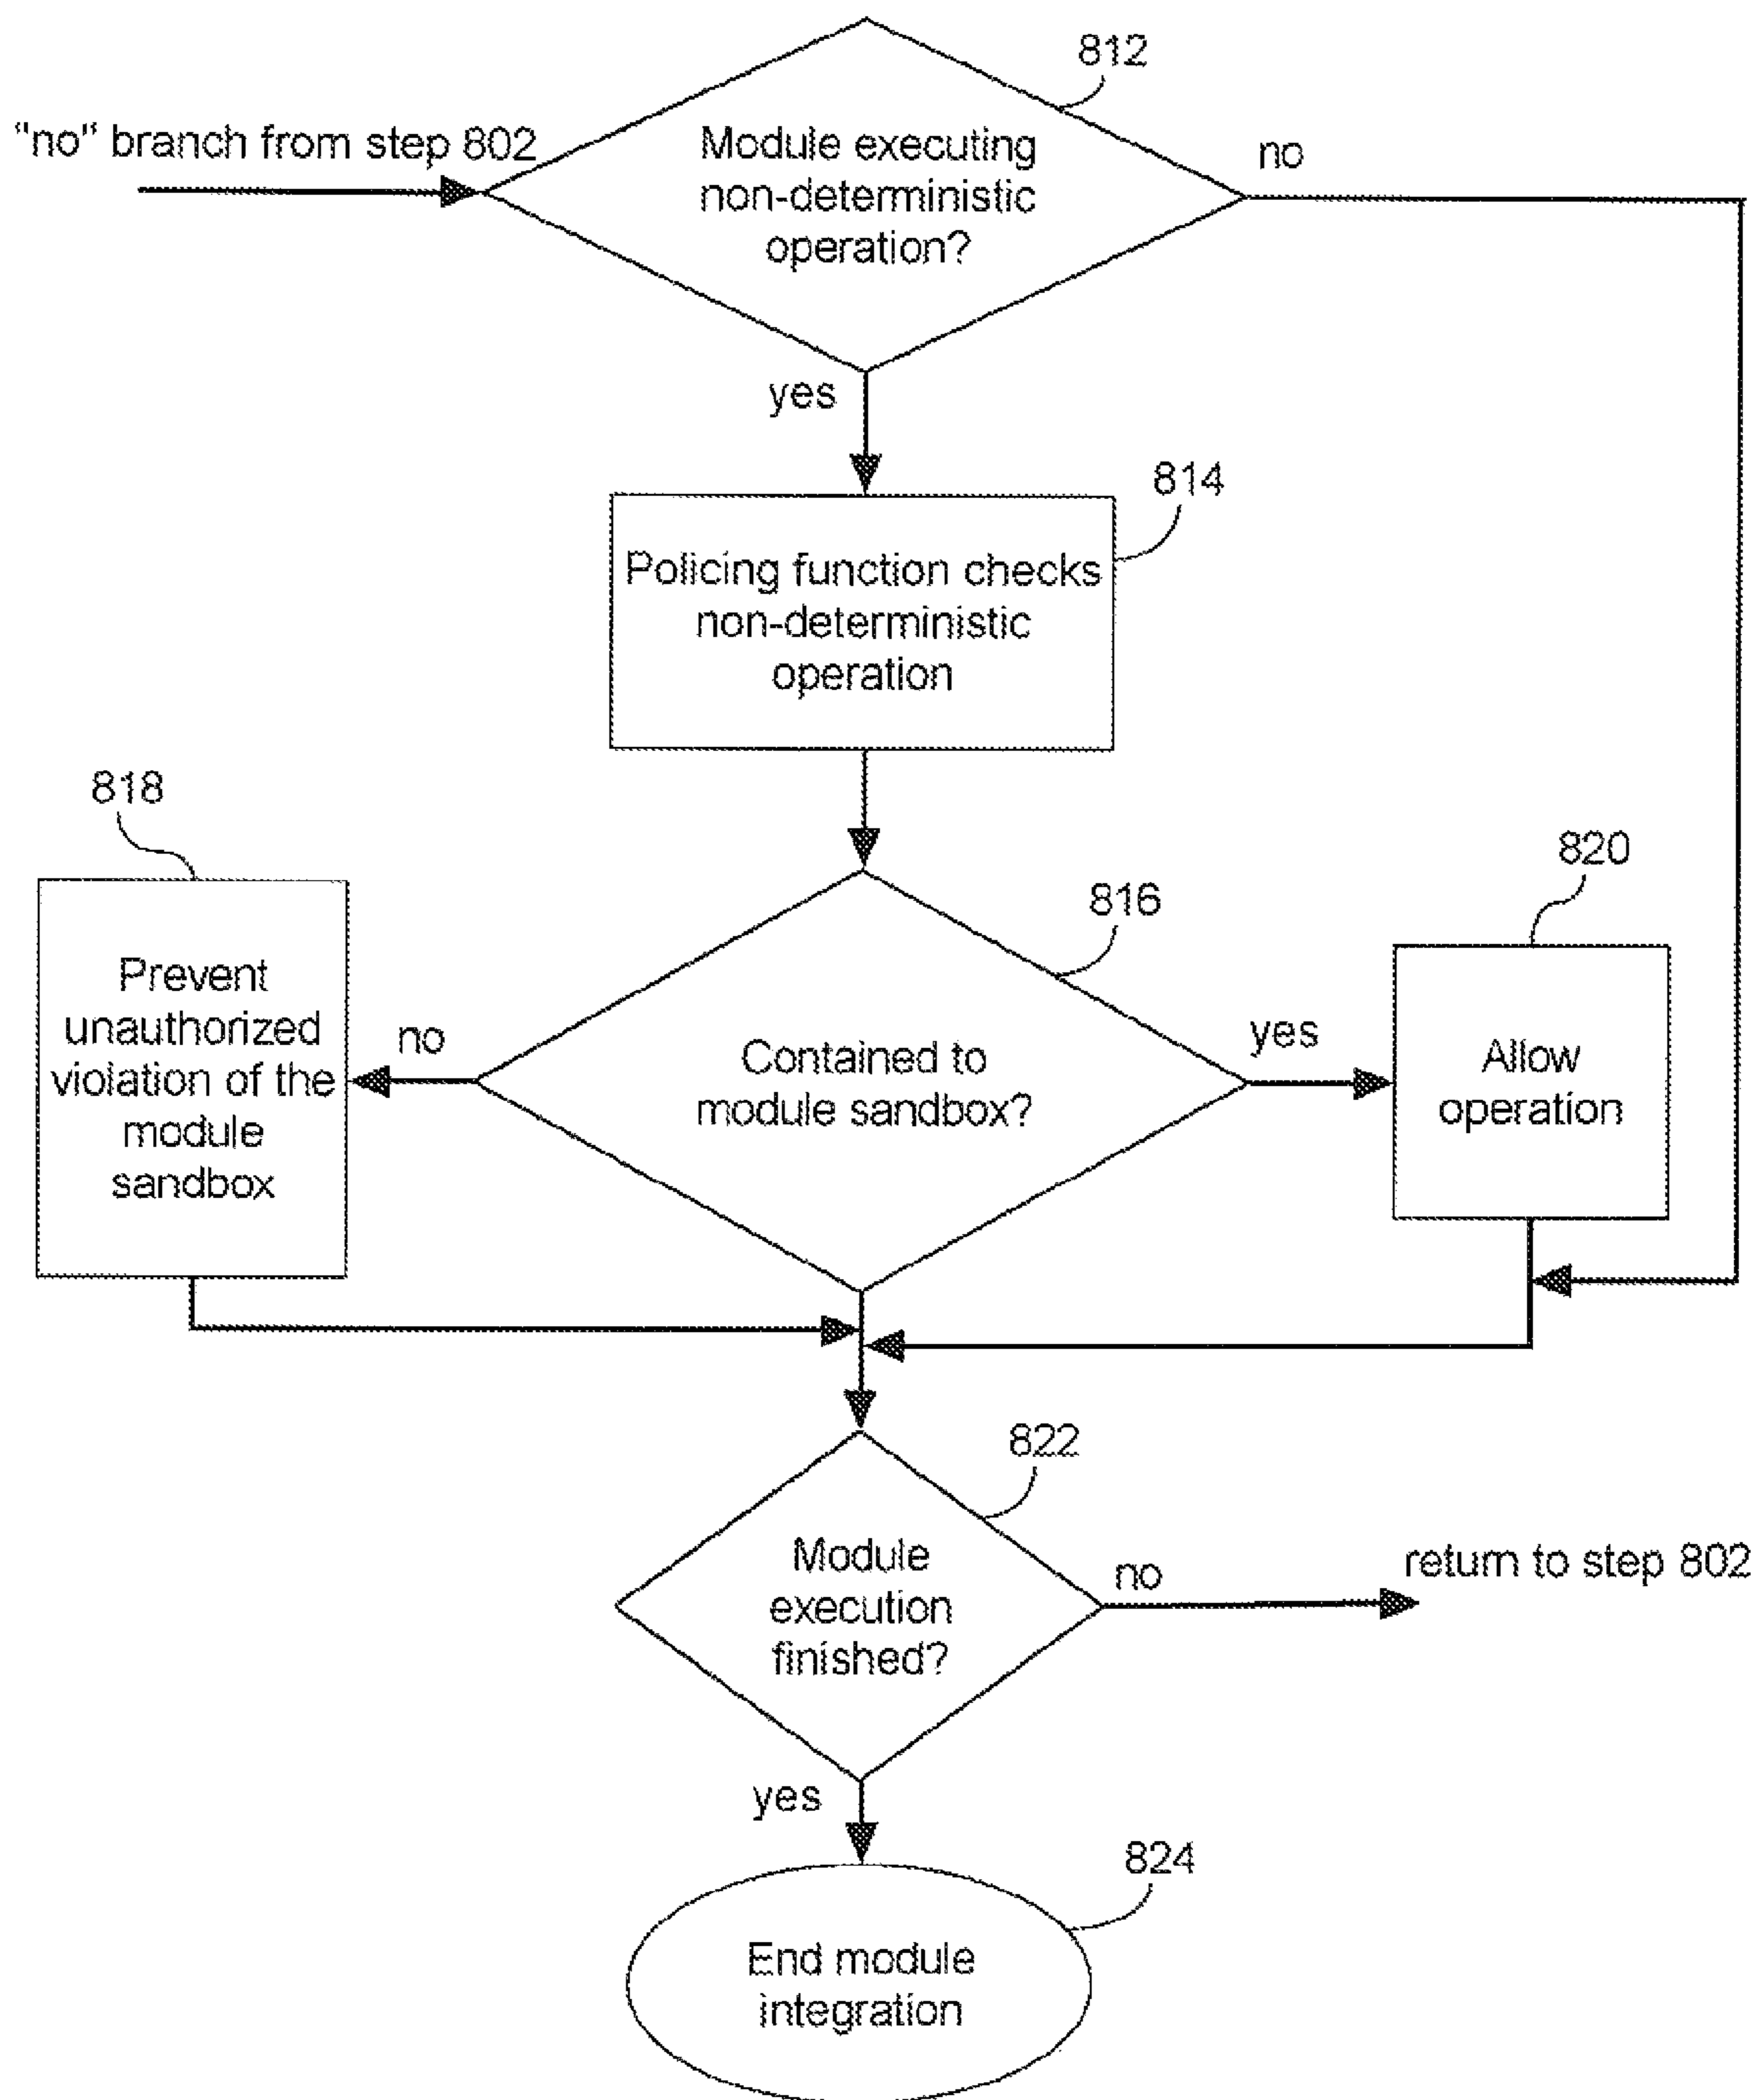 812
"no" branch from step 802
Module executing
non-deterministic
operation?
no
yes
814
Policing function checks
non-deterministic
operation
818
816
820
Prevent
unauthorized
violation of the
module
sandbox
no
Contained to
module sandbox?
yes
Allow
operation
822
Module
execution
finished?
no
return to step 802
yes
824
End module
integration